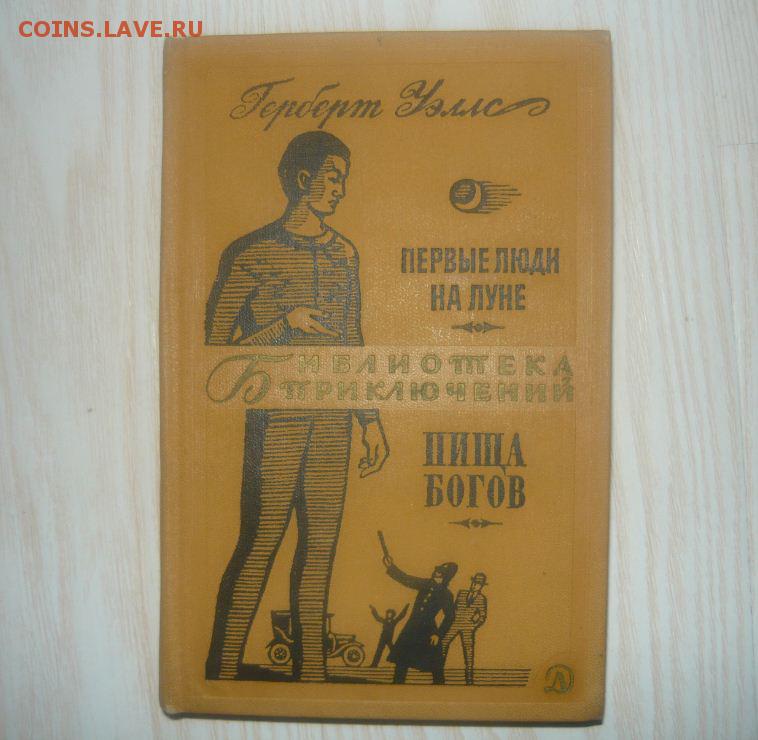 COINS.LAVE.RU
Герберт Уэллс
ПЕРВЫЕ ЛЮДИ
НА ЛУНЕ
БИБЛИОТЕКА
ПРИКЛЮЧЕНИЙ
ПИЩА
БОГОВ
Д